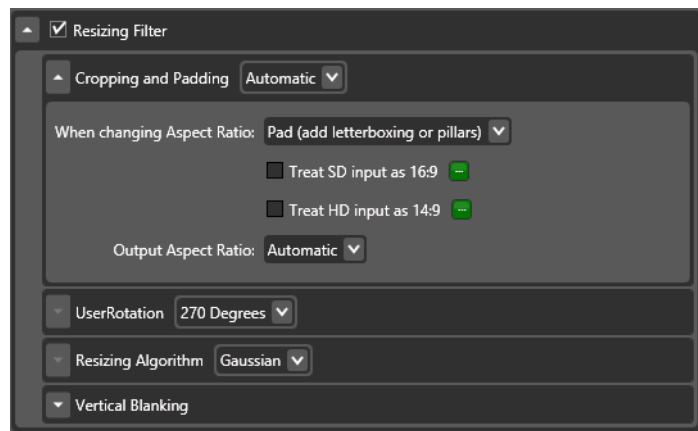 Resizing Filter
Cropping and Padding Automatic
When changing Aspect Ratio: Pad (add letterboxing or pillars)
Treat SD input as 16:9 ...
Treat HD input as 14:9 ...
Output Aspect Ratio: Automatic
UserRotation 270 Degrees
Resizing Algorithm Gaussian
Vertical Blanking